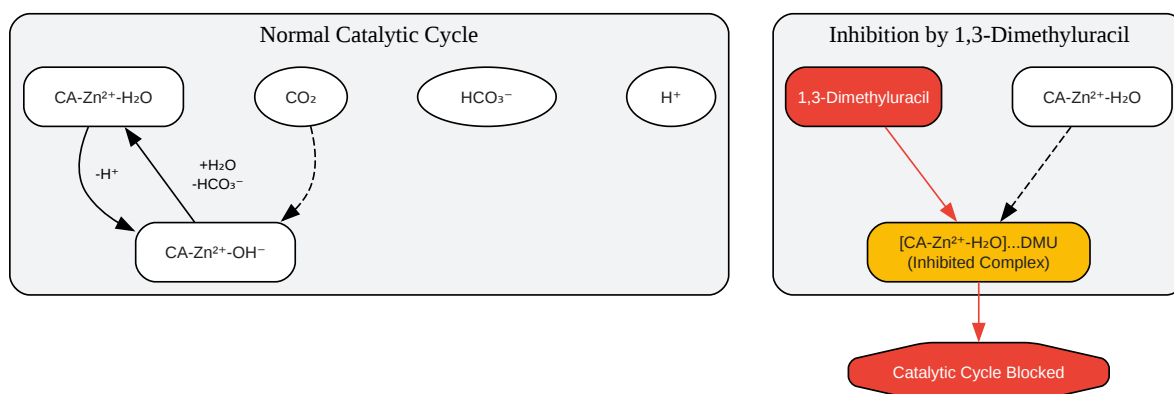 Normal Catalytic Cycle
CA-Zn²⁺-H₂O
CO₂
HCO₃⁻
H⁺
-H⁺
+H₂O
-HCO₃⁻
CA-Zn²⁺-OH⁻
Inhibition by 1,3-Dimethyluracil
1,3-Dimethyluracil
CA-Zn²⁺-H₂O
[CA-Zn²⁺-H₂O]...DMU
(Inhibited Complex)
Catalytic Cycle Blocked